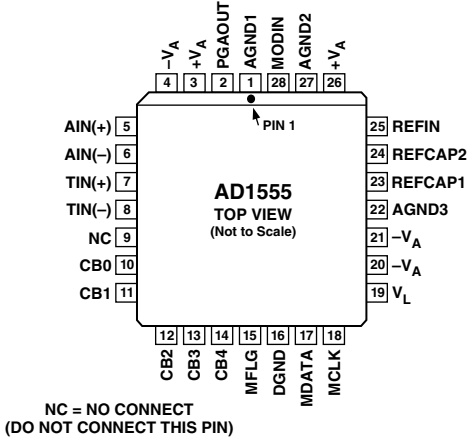 –VA
+VA
PGAOUT
AGND1
MODIN
AGND2
+VA
4
3
2
1
28
27
26
PIN 1
AIN(+) 5
AIN(–) 6
TIN(+) 7
TIN(–) 8
NC 9
CB0 10
CB1 11
AD1555
TOP VIEW
(Not to Scale)
25 REFIN
24 REFCAP2
23 REFCAP1
22 AGND3
21 –VA
20 –VA
19 VL
12
13
14
15
16
17
18
CB2
CB3
CB4
MFLG
DGND
MDATA
MCLK
NC = NO CONNECT
(DO NOT CONNECT THIS PIN)